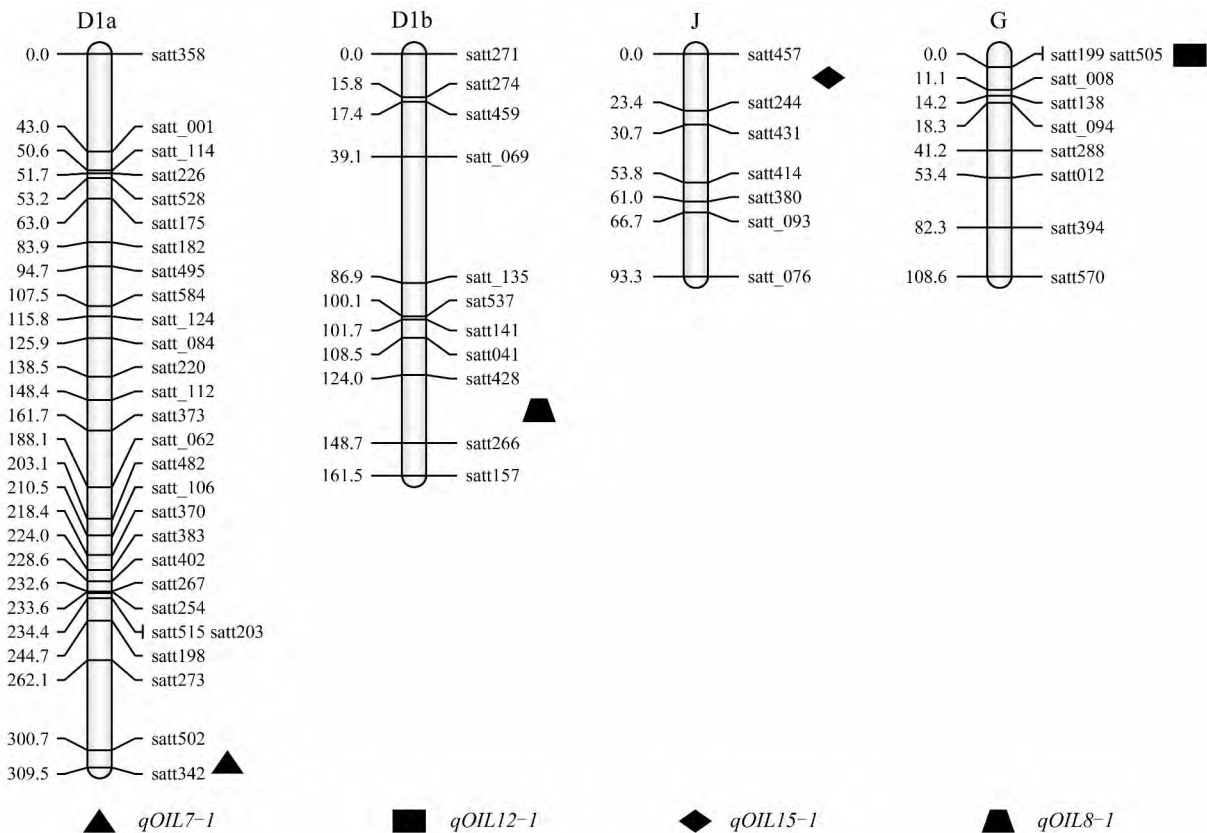 D1a
0.0 satt358
43.0 satt_001
50.6 satt_114
51.7 satt226
53.2 satt528
63.0 satt175
83.9 satt182
94.7 satt495
107.5 satt584
115.8 satt_124
125.9 satt_084
138.5 satt220
148.4 satt_112
161.7 satt373
188.1 satt_062
203.1 satt482
210.5 satt_106
218.4 satt370
224.0 satt383
228.6 satt402
232.6 satt267
233.6 satt254
234.4 satt515 satt203
244.7 satt198
262.1 satt273
300.7 satt502
309.5 satt342
D1b
0.0 satt271
15.8 satt274
17.4 satt459
39.1 satt_069
86.9 satt_135
100.1 sat537
101.7 satt141
108.5 satt041
124.0 satt428
148.7 satt266
161.5 satt157
J
0.0 satt457
23.4 satt244
30.7 satt431
53.8 satt414
61.0 satt380
66.7 satt_093
93.3 satt_076
G
0.0 satt199 satt505
11.1 satt_008
14.2 satt138
18.3 satt_094
41.2 satt288
53.4 satt012
82.3 satt394
108.6 satt570
qOIL7-1 qOIL12-1 qOIL15-1 qOIL8-1